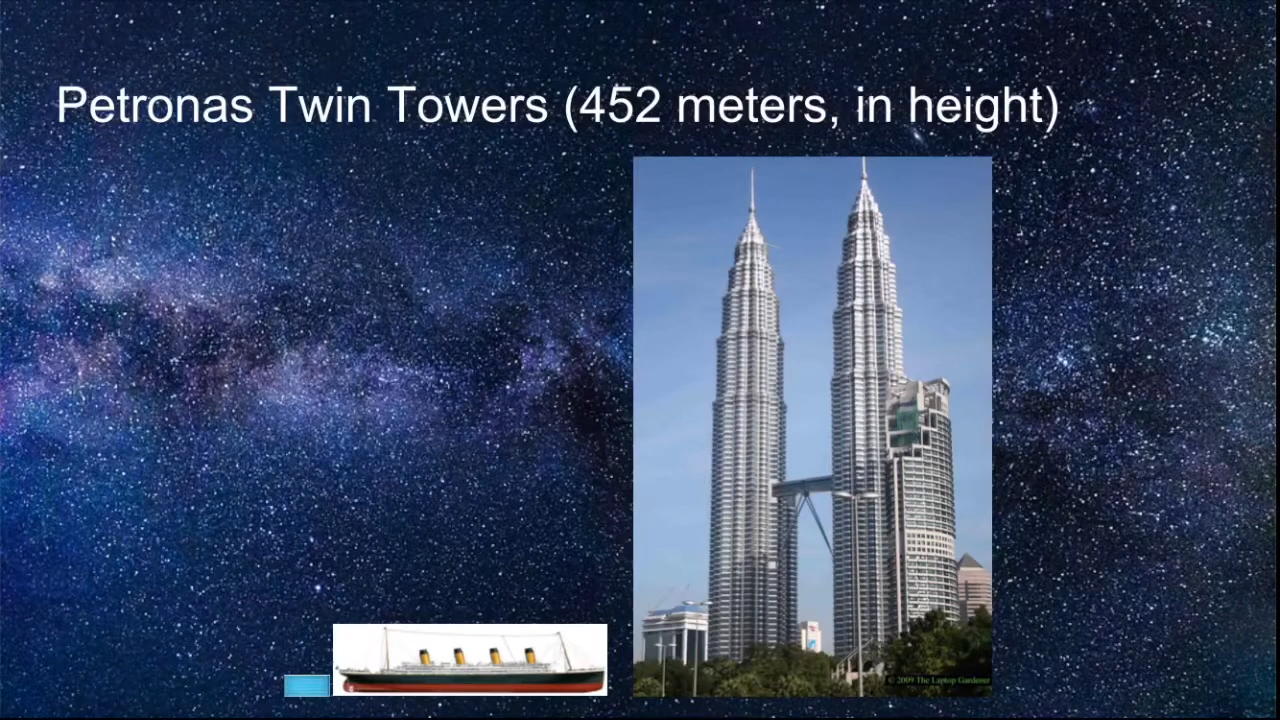 Petronas Twin Towers (452 meters, in height)
© 2009 The Laptop Gardener